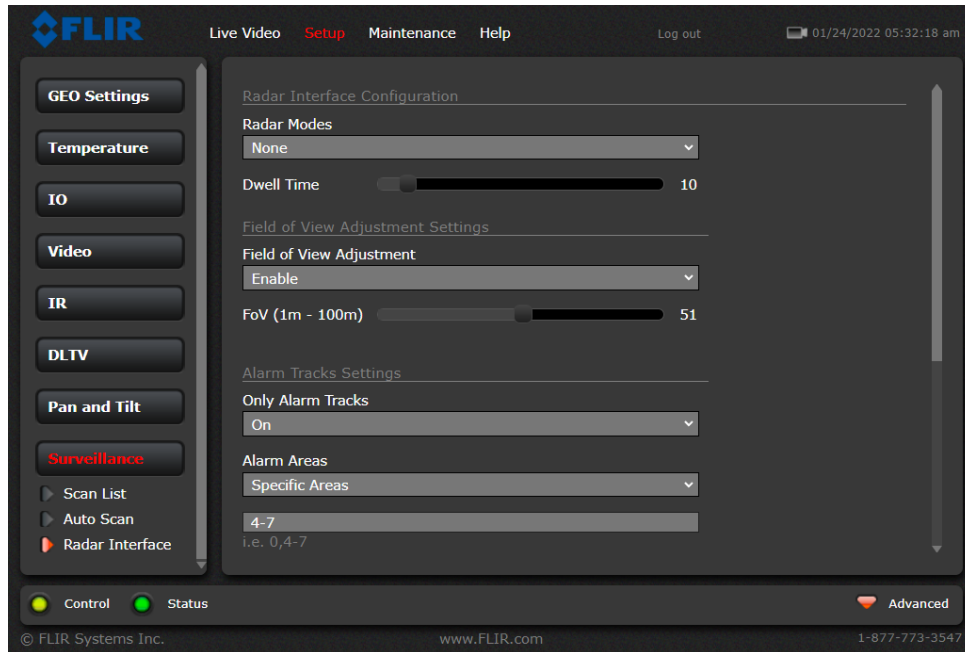 FLIR
Live Video Setup Maintenance Help Log out 01/24/2022 05:32:18 am
GEO Settings
Temperature
IO
Video
IR
DLTV
Pan and Tilt
Surveillance
Scan List
Auto Scan
Radar Interface
Radar Interface Configuration
Radar Modes
None
Dwell Time 10
Field of View Adjustment Settings
Field of View Adjustment
Enable
FoV (1m - 100m) 51
Alarm Tracks Settings
Only Alarm Tracks
On
Alarm Areas
Specific Areas
4-7
i.e. 0,4-7
Control Status Advanced
© FLIR Systems Inc. www.FLIR.com 1-877-773-3547